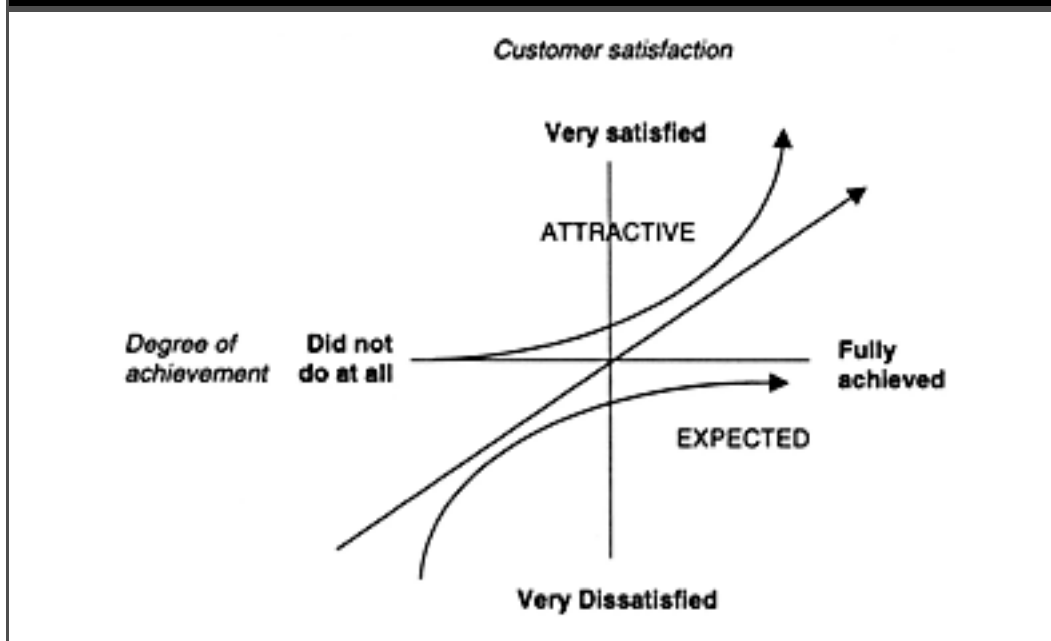 Customer satisfaction
Very satisfied
ATTRACTIVE
Degree of
achievement
Did not
do at all
Fully
achieved
EXPECTED
Very Dissatisfied